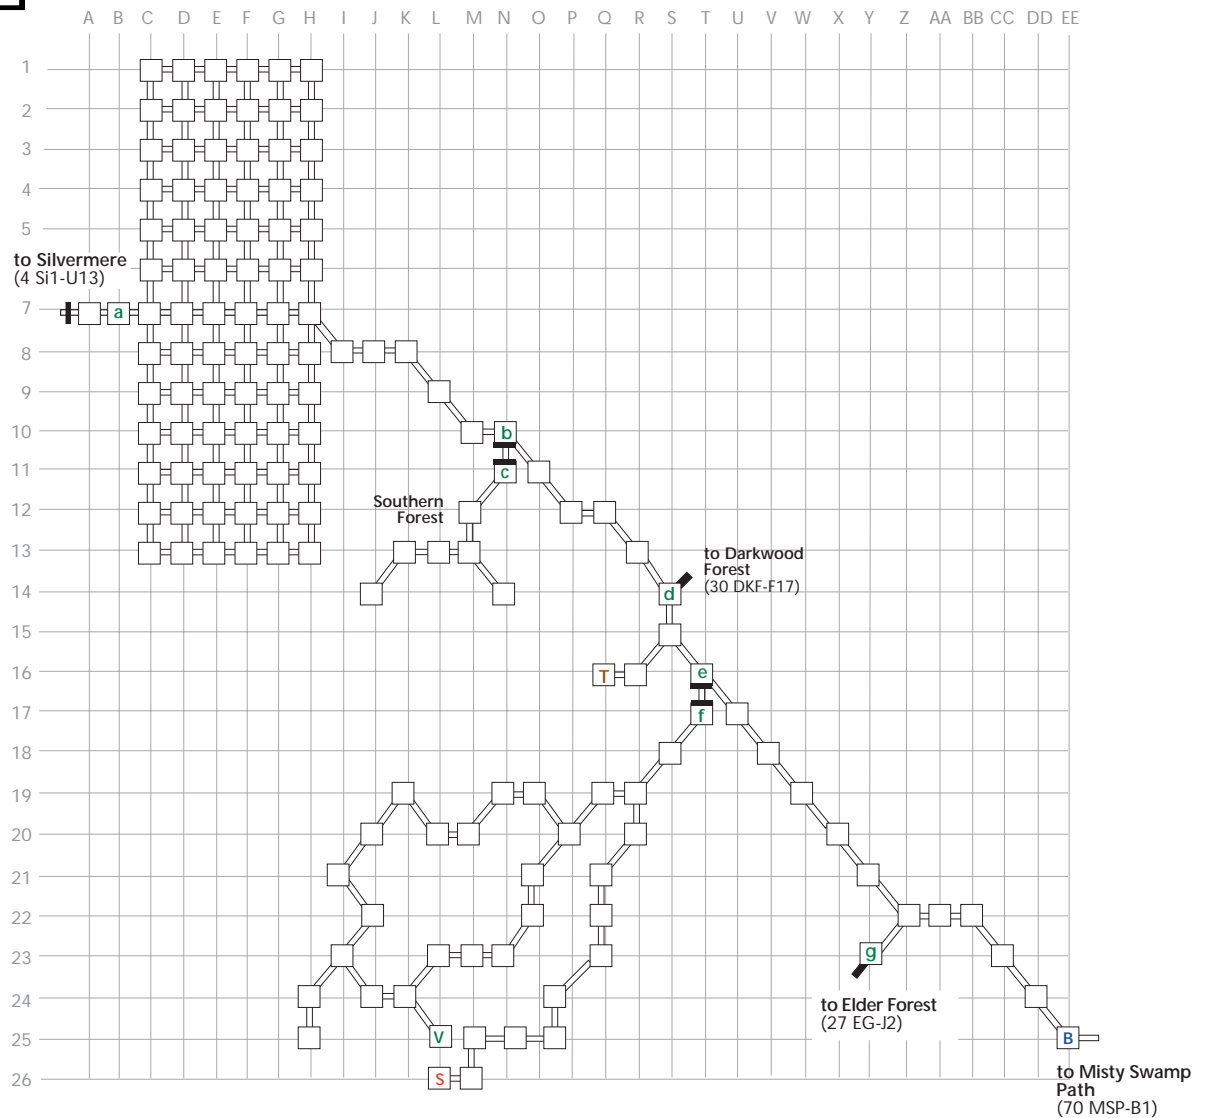 A B C D E F G H I J K L M N O P Q R S T U V W X Y Z AA BB CC DD EE
1
2
3
4
5
6
to Silvermere
(4 Si1-U13)
7
a
8
9
10
b
11
c
Southern
Forest
12
13
to Darkwood
Forest
(30 DKF-F17)
14
d
15
16
T
e
17
f
18
19
20
21
22
23
g
24
to Elder Forest
(27 EG-J2)
25
V
B
26
S
to Misty Swamp
Path
(70 MSP-B1)